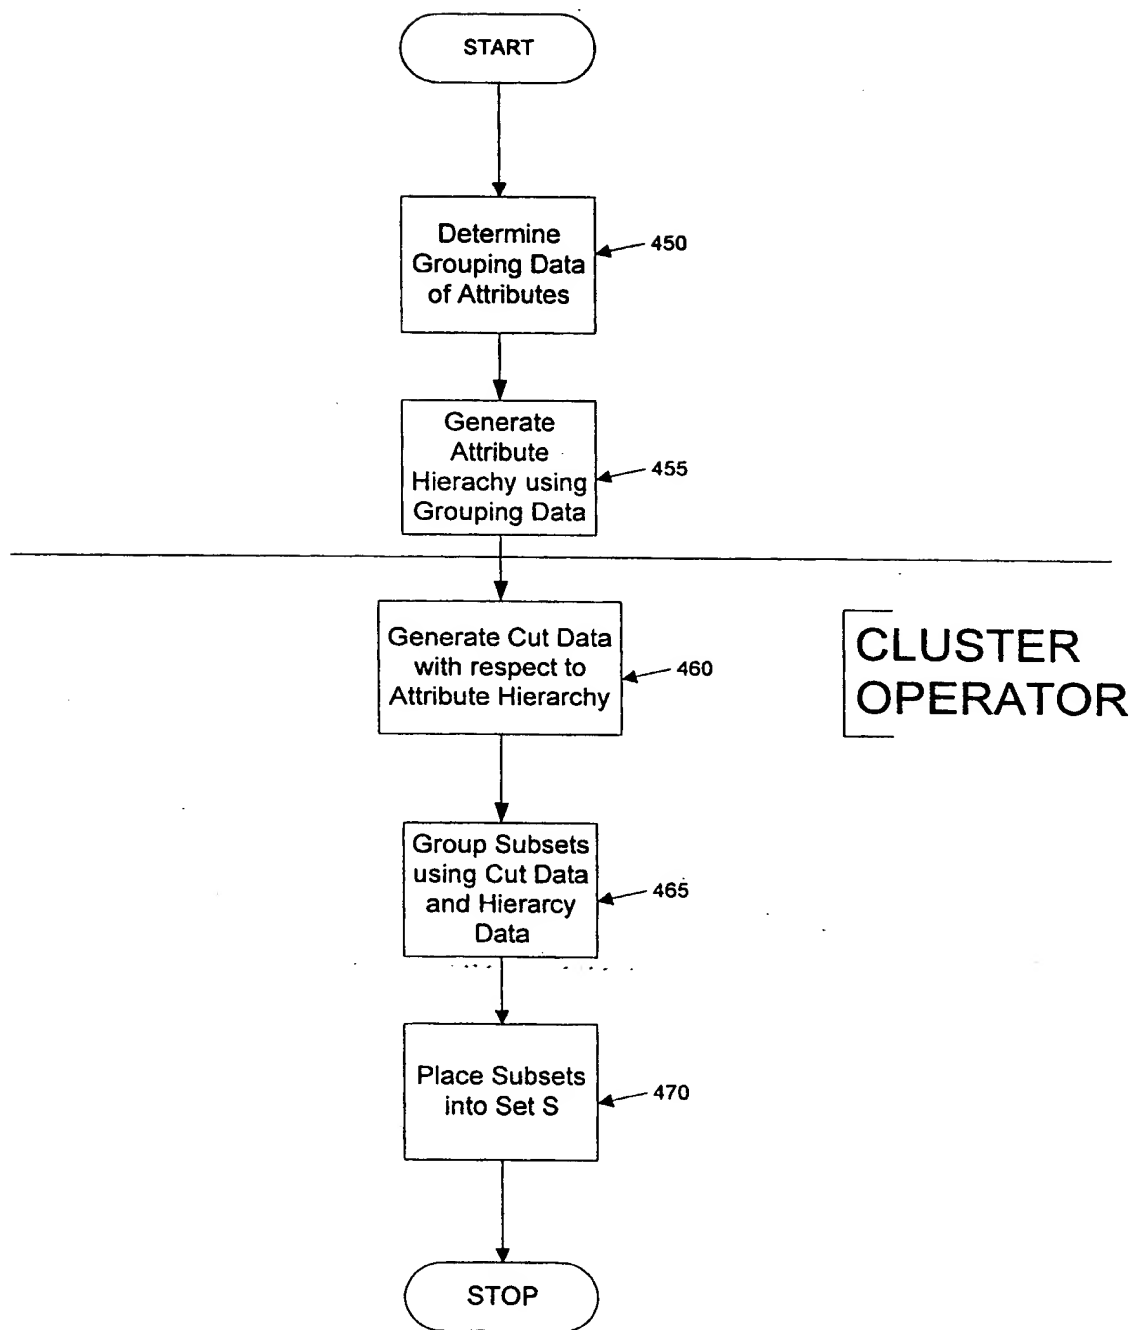 START
Determine
Grouping Data
of Attributes
450
Generate
Attribute
Hierachy using
Grouping Data
455
Generate Cut Data
with respect to
Attribute Hierarchy
460
CLUSTER
OPERATOR
Group Subsets
using Cut Data
and Hierarcy
Data
465
Place Subsets
into Set S
470
STOP